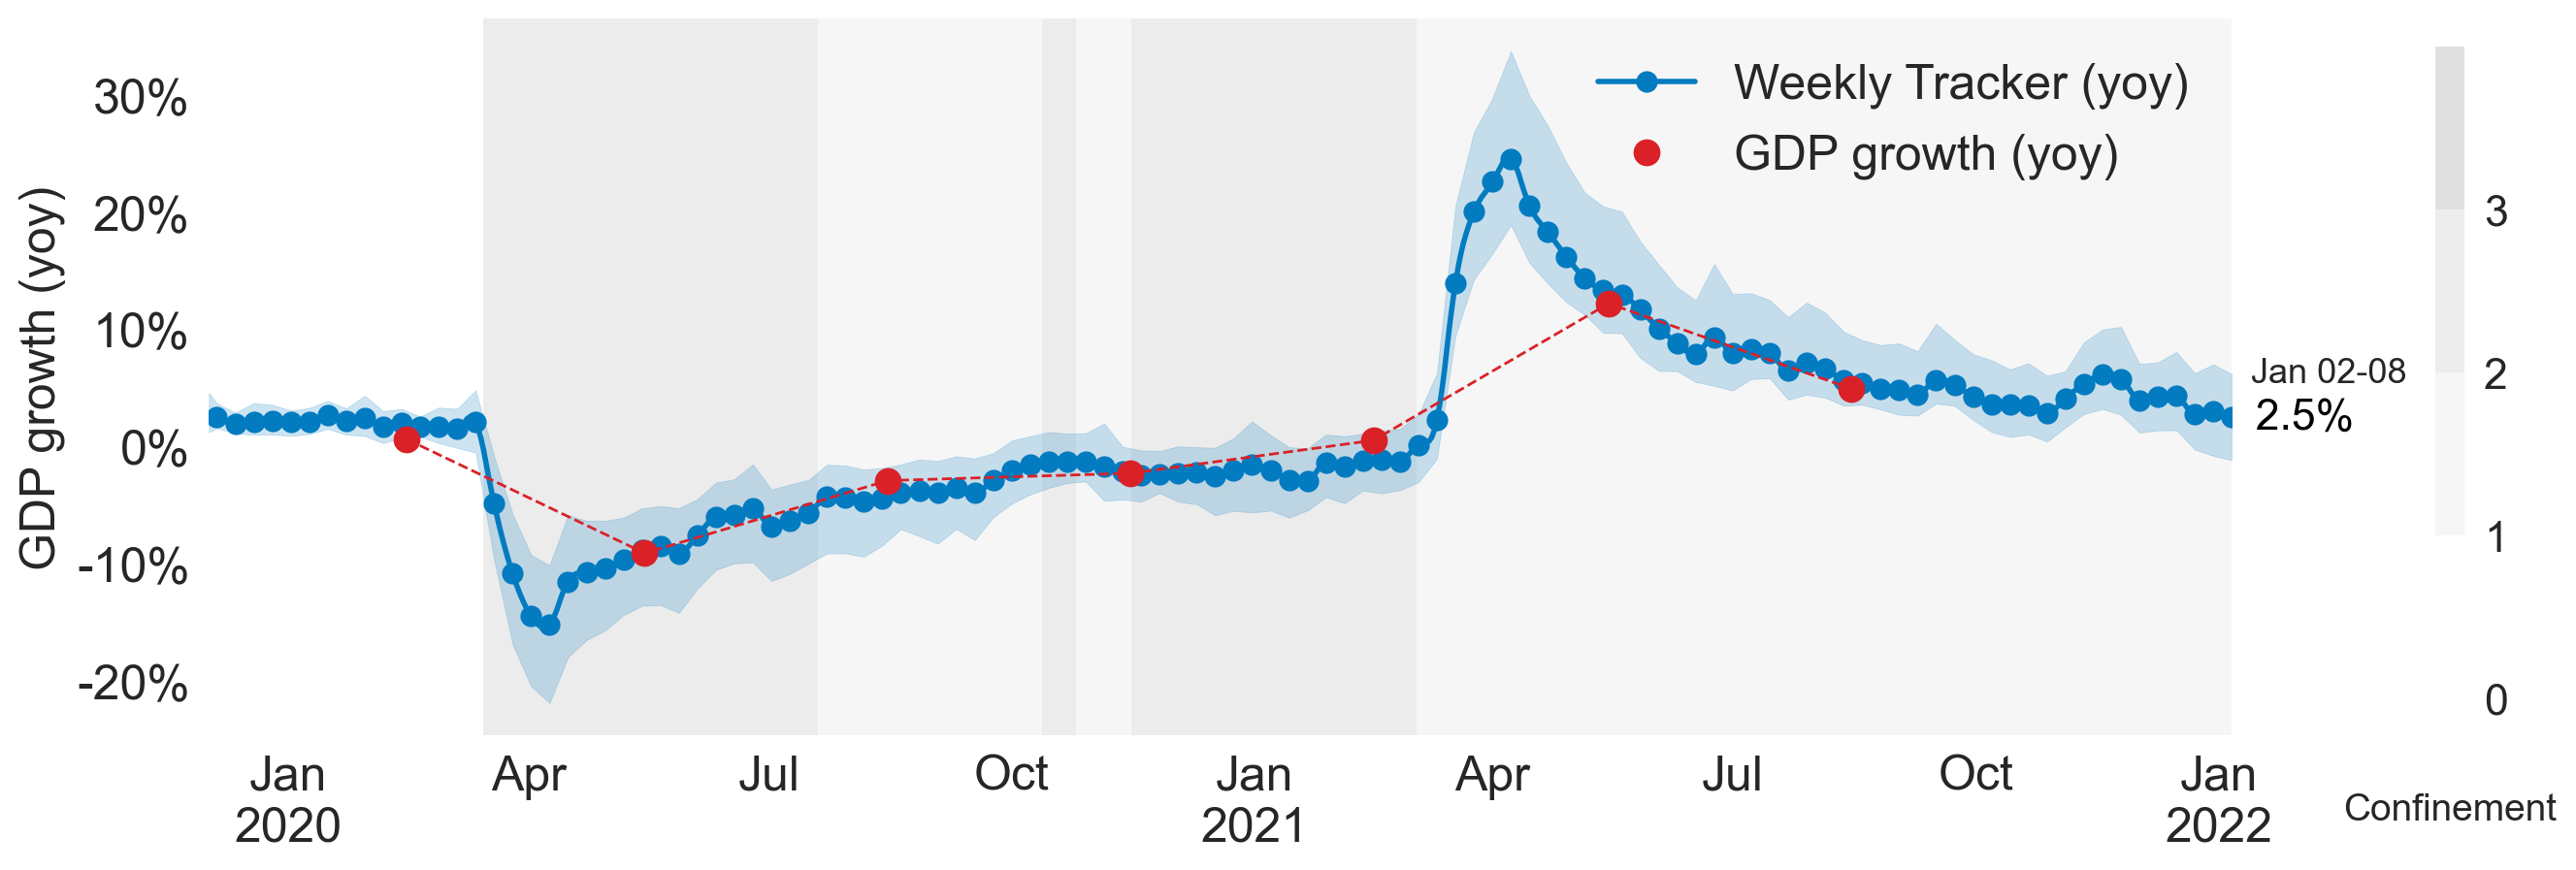 GDP growth (yoy)
30%
20%
10%
0%
-10%
-20%
Weekly Tracker (yoy)
GDP growth (yoy)
Jan 02-08
2.5%
3
2
1
0
Confinement
Jan Apr Jul Oct Jan Apr Jul Oct Jan
2020 2021 2022